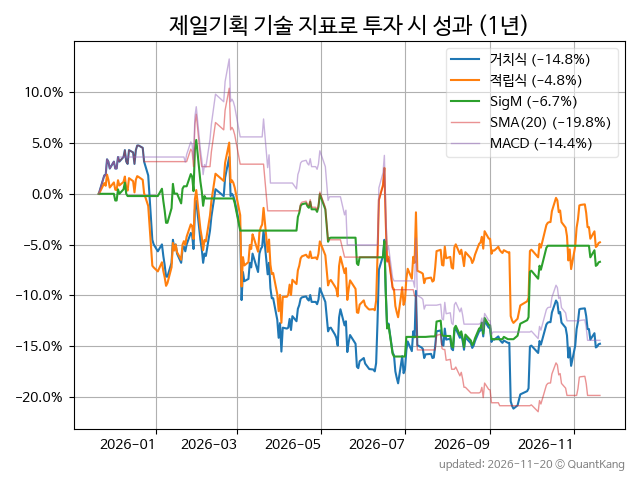 제일기획 기술 지표로 투자 시 성과 (1년)
거치식 (−14.8%)
적립식 (−4.8%)
SigM (−6.7%)
SMA(20) (−19.8%)
MACD (−14.4%)
10.0%
5.0%
0.0%
−5.0%
−10.0%
−15.0%
−20.0%
2026−01 2026−03 2026−05 2026−07 2026−09 2026−11
updated: 2026−11−20 © QuantKang